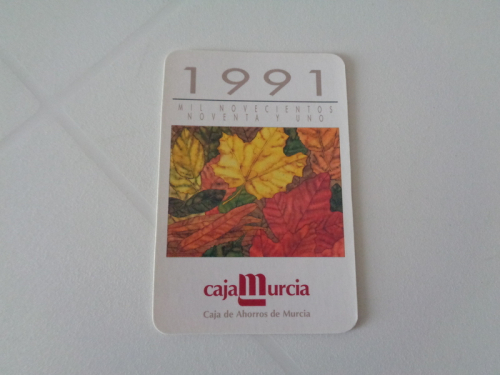 1991
MIL NOVECIENTOS
NOVENTA Y UNO
cajaMurcia
Caja de Ahorros de Murcia